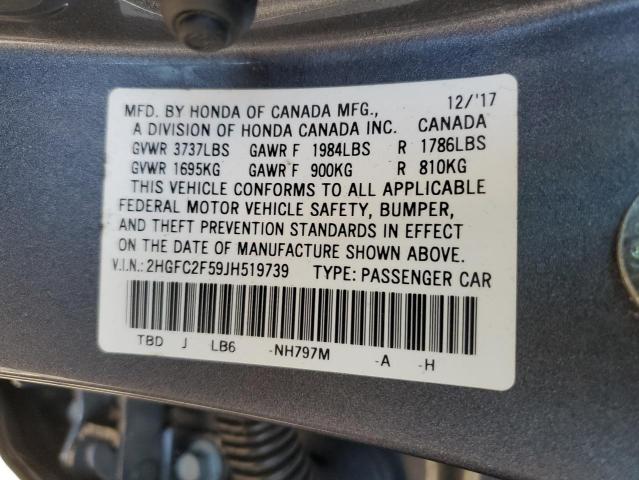 MFD. BY HONDA OF CANADA MFG., 12/'17
A DIVISION OF HONDA CANADA INC. CANADA
GVWR 3737LBS GAWR F 1984LBS R 1786LBS
GVWR 1695KG GAWR F 900KG R 810KG
THIS VEHICLE CONFORMS TO ALL APPLICABLE
FEDERAL MOTOR VEHICLE SAFETY, BUMPER,
AND THEFT PREVENTION STANDARDS IN EFFECT
ON THE DATE OF MANUFACTURE SHOWN ABOVE.
V.I.N.: 2HGFC2F59JH519739 TYPE: PASSENGER CAR
TBD J LB6 -NH797M -A -H